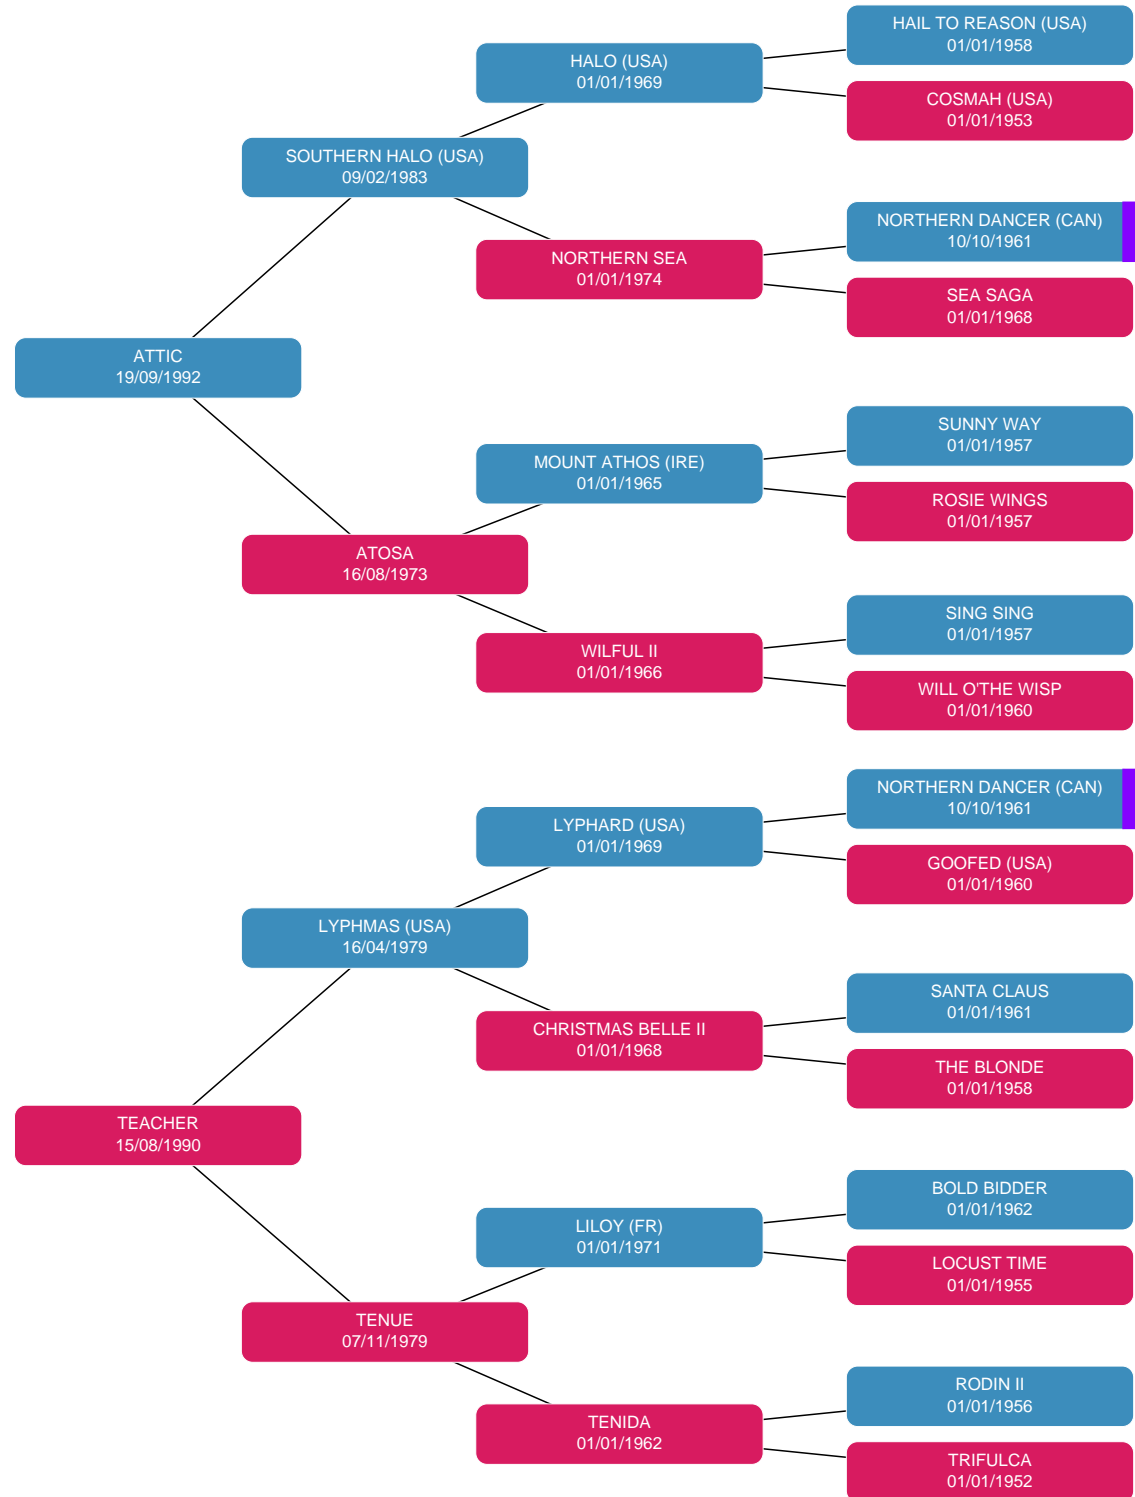 HAIL TO REASON (USA)
01/01/1958
HALO (USA)
01/01/1969
COSMAH (USA)
01/01/1953
SOUTHERN HALO (USA)
09/02/1983
NORTHERN DANCER (CAN)
10/10/1961
NORTHERN SEA
01/01/1974
SEA SAGA
01/01/1968
ATTIC
19/09/1992
SUNNY WAY
01/01/1957
MOUNT ATHOS (IRE)
01/01/1965
ROSIE WINGS
01/01/1957
ATOSA
16/08/1973
SING SING
01/01/1957
WILFUL II
01/01/1966
WILL O'THE WISP
01/01/1960
NORTHERN DANCER (CAN)
10/10/1961
LYPHARD (USA)
01/01/1969
GOOFED (USA)
01/01/1960
LYPHMAS (USA)
16/04/1979
SANTA CLAUS
01/01/1961
CHRISTMAS BELLE II
01/01/1968
THE BLONDE
01/01/1958
TEACHER
15/08/1990
BOLD BIDDER
01/01/1962
LILOY (FR)
01/01/1971
LOCUST TIME
01/01/1955
TENUE
07/11/1979
RODIN II
01/01/1956
TENIDA
01/01/1962
TRIFULCA
01/01/1952